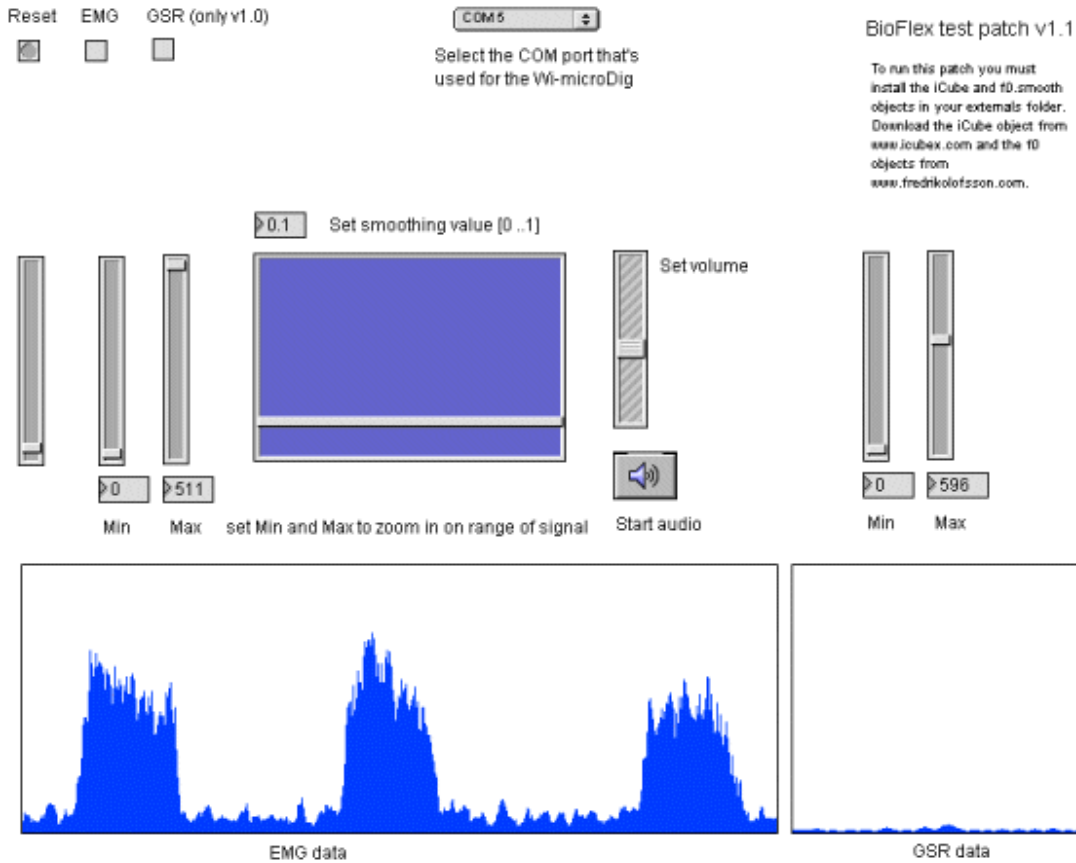 Reset EMG GSR (only v1.0)
COM 5
Select the COM port that's
used for the Wi-microDig
BioFlex test patch v1.1
To run this patch you must
install the iCube and f0.smooth
objects in your externals folder.
Download the iCube object from
www.icubex.com and the f0
objects from
www.fredrikolofsson.com.
0.1 Set smoothing value [0 ..1]
Set volume
0 511
Min Max set Min and Max to zoom in on range of signal
Start audio
0 596
Min Max
EMG data
GSR data